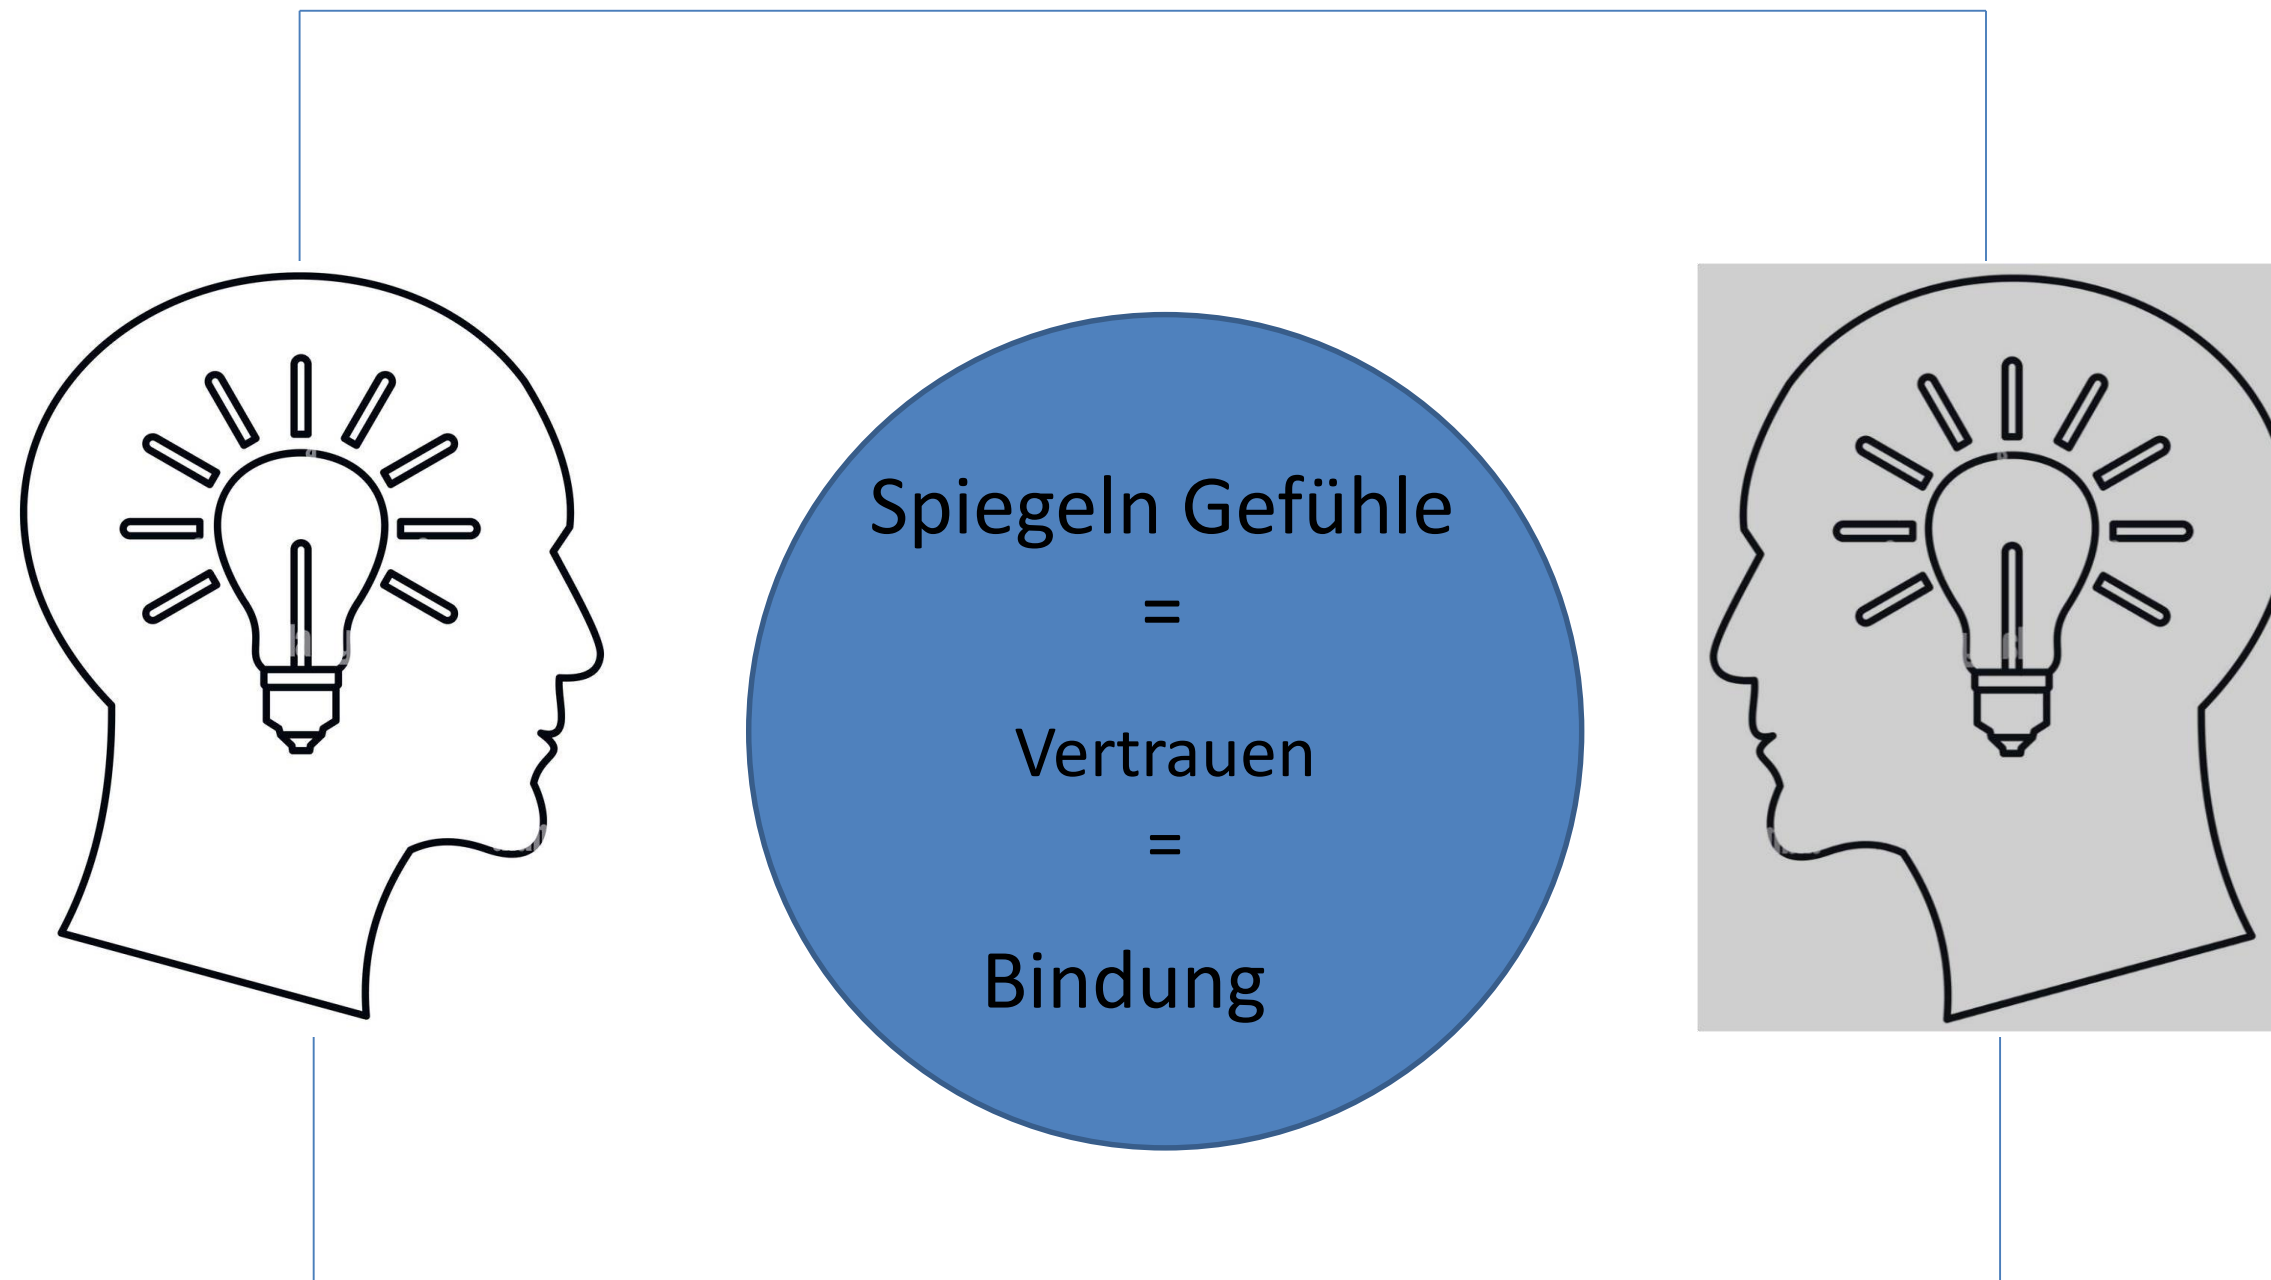 Spiegeln Gefühle
=
Vertrauen
=
Bindung